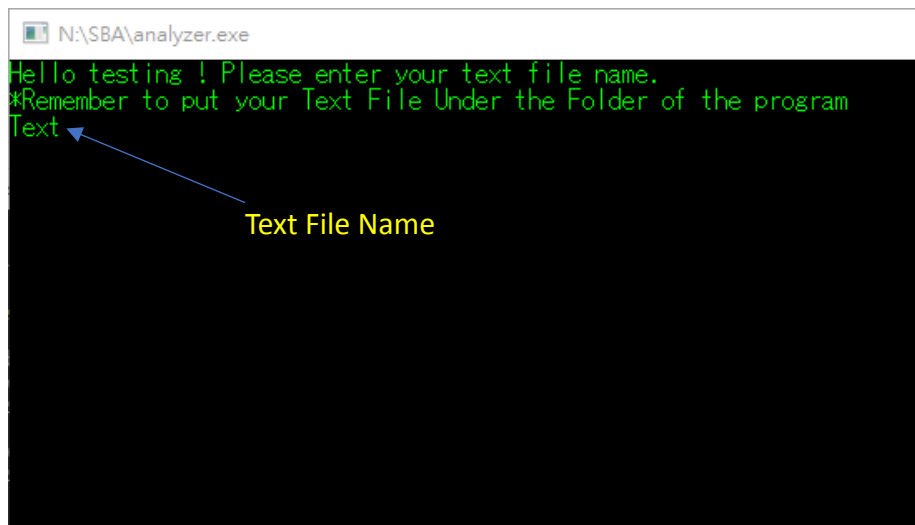 N:\SBA\analyzer.exe
Hello testing ! Please enter your text file name.
*Remember to put your Text File Under the Folder of the program
Text
Text File Name